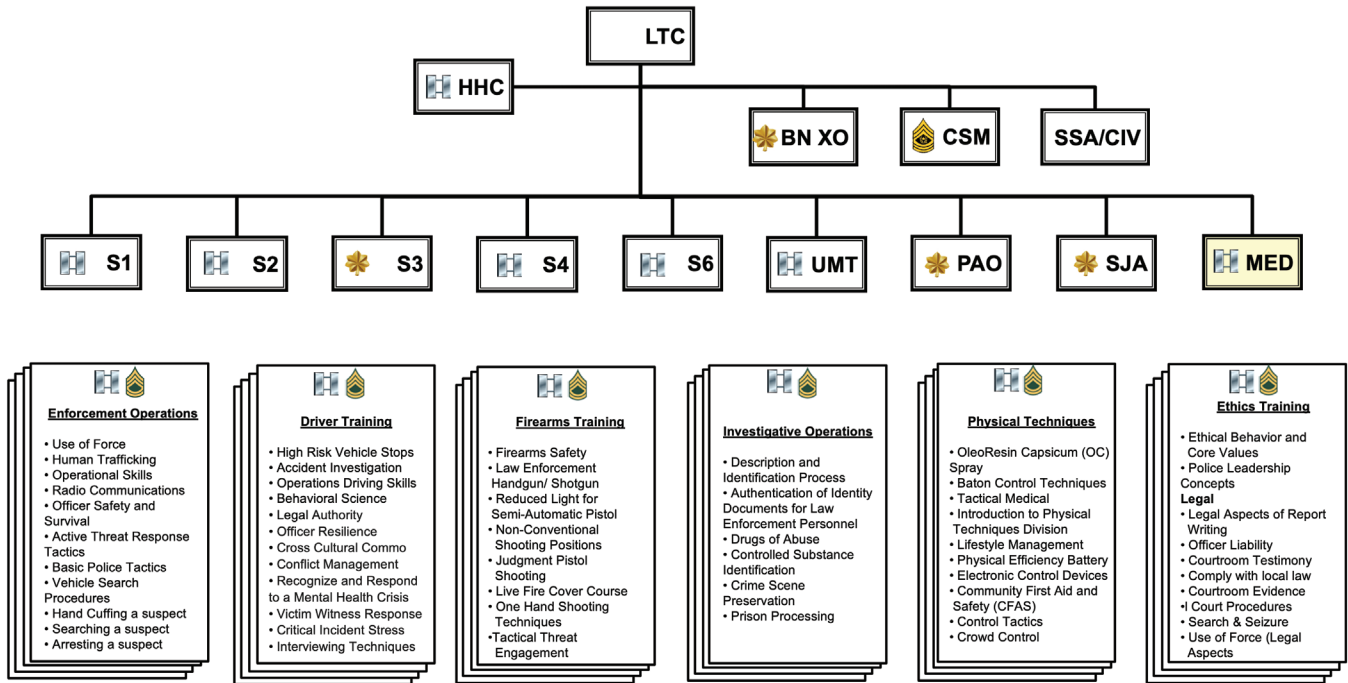 LTC
HHC
BN XO
CSM
SSA/CIV
S1
S2
S3
S4
S6
UMT
PAO
SJA
MED
Enforcement Operations
• Use of Force
• Human Trafficking
• Operational Skills
• Radio Communications
• Officer Safety and
Survival
• Active Threat Response
Tactics
• Basic Police Tactics
• Vehicle Search
Procedures
• Hand Cuffing a suspect
• Searching a suspect
• Arresting a suspect
Driver Training
• High Risk Vehicle Stops
• Accident Investigation
• Operations Driving Skills
• Behavioral Science
• Legal Authority
• Officer Resilience
• Cross Cultural Commo
• Conflict Management
• Recognize and Respond
to a Mental Health Crisis
• Victim Witness Response
• Critical Incident Stress
• Interviewing Techniques
Firearms Training
• Firearms Safety
• Law Enforcement
Handgun/ Shotgun
• Reduced Light for
Semi-Automatic Pistol
• Non-Conventional
Shooting Positions
• Judgment Pistol
Shooting
• Live Fire Cover Course
• One Hand Shooting
Techniques
•Tactical Threat
Engagement
Investigative Operations
• Description and
Identification Process
• Authentication of Identity
Documents for Law
Enforcement Personnel
• Drugs of Abuse
• Controlled Substance
Identification
• Crime Scene
Preservation
• Prison Processing
Physical Techniques
• OleoResin Capsicum (OC)
Spray
• Baton Control Techniques
• Tactical Medical
• Introduction to Physical
Techniques Division
• Lifestyle Management
• Physical Efficiency Battery
• Electronic Control Devices
• Community First Aid and
Safety (CFAS)
• Control Tactics
• Crowd Control
Ethics Training
• Ethical Behavior and
Core Values
• Police Leadership
Concepts
Legal
• Legal Aspects of Report
Writing
• Officer Liability
• Courtroom Testimony
• Comply with local law
• Courtroom Evidence
•l Court Procedures
• Search & Seizure
• Use of Force (Legal
Aspects